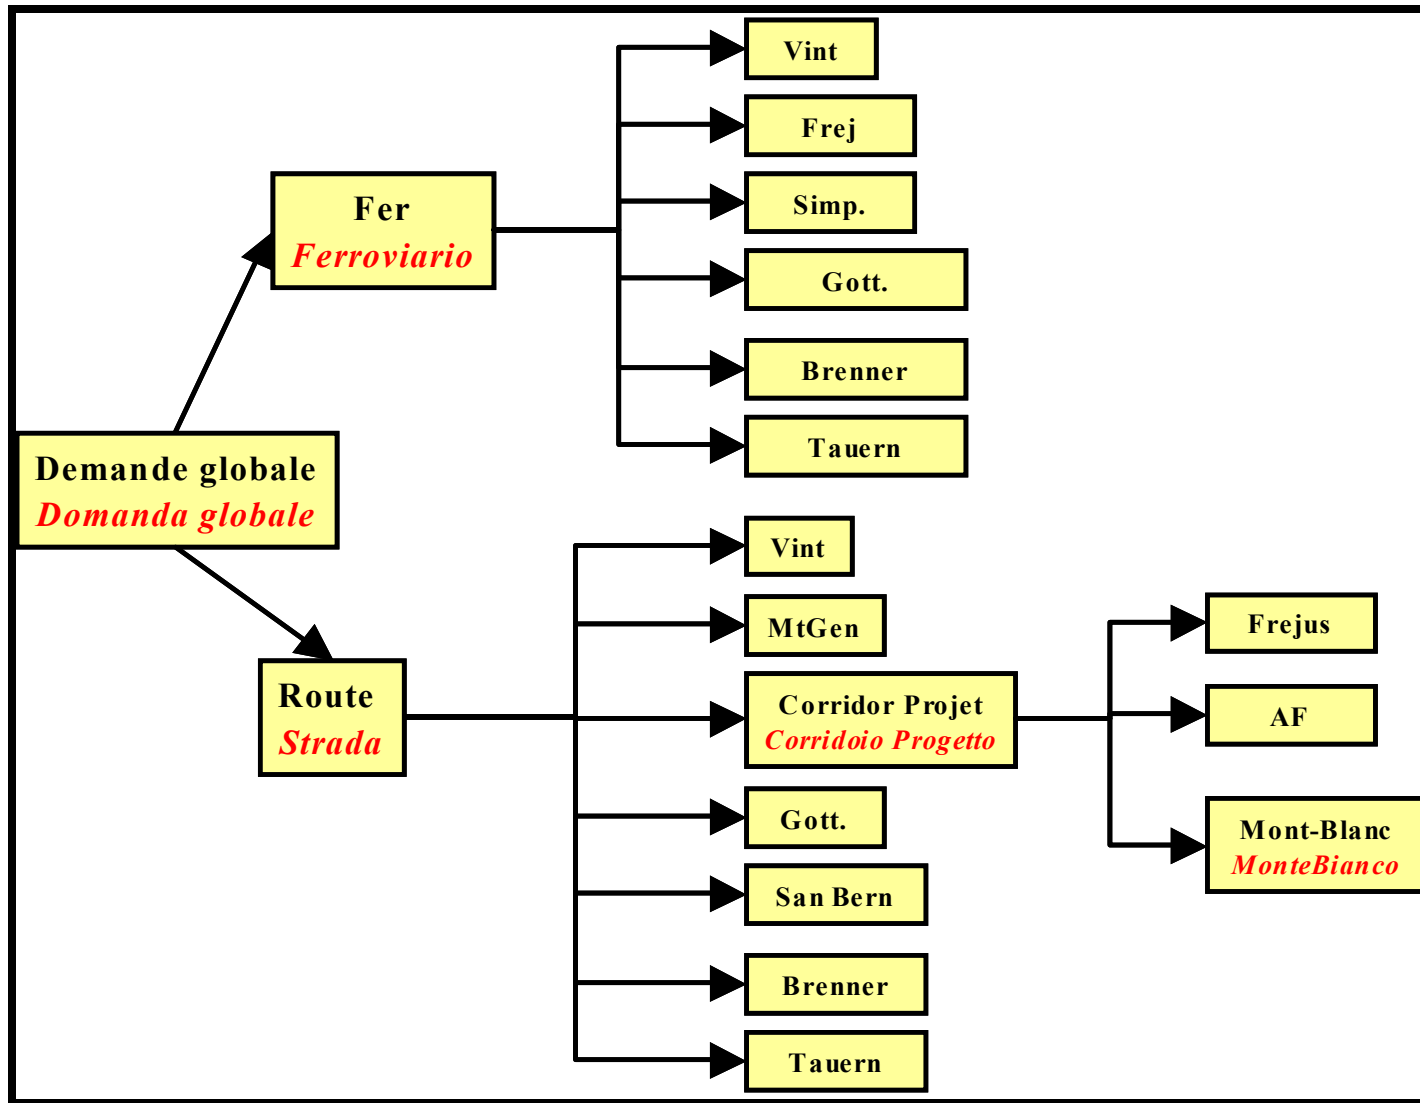 Demande globale
Domanda globale
Fer
Ferroviario
Vint
Frej
Simp.
Gott.
Brenner
Tauern
Route
Strada
Vint
MtGen
Corridor Projet
Corridoio Progetto
Gott.
San Bern
Brenner
Tauern
Frejus
AF
Mont-Blanc
MonteBianco